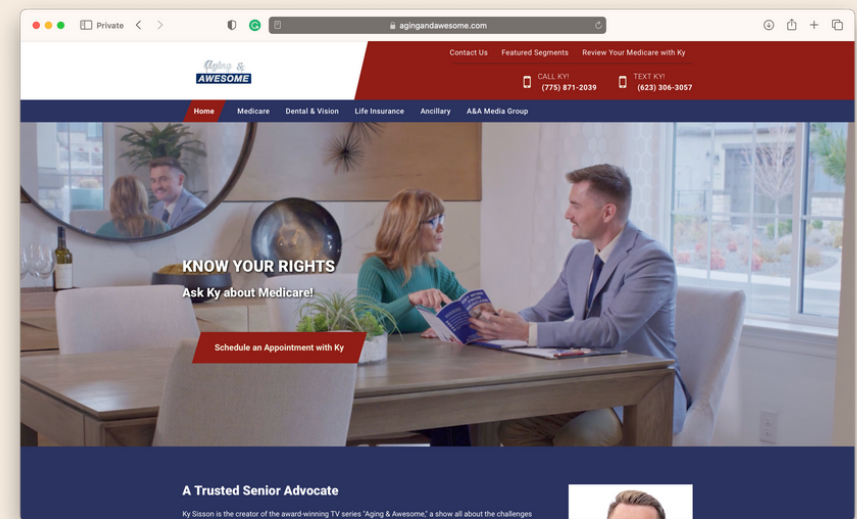 Private
agingandawesome.com
Contact Us Featured Segments Review Your Medicare with Ky
Aging &
AWESOME
CALL KY!
(775) 871-2039
TEXT KY!
(623) 306-3057
Home Medicare Dental & Vision Life Insurance Ancillary A&A Media Group
KNOW YOUR RIGHTS
Ask Ky about Medicare!
Schedule an Appointment with Ky
A Trusted Senior Advocate
Ky Sisson is the creator of the award-winning TV series "Aging & Awesome," a show all about the challenges